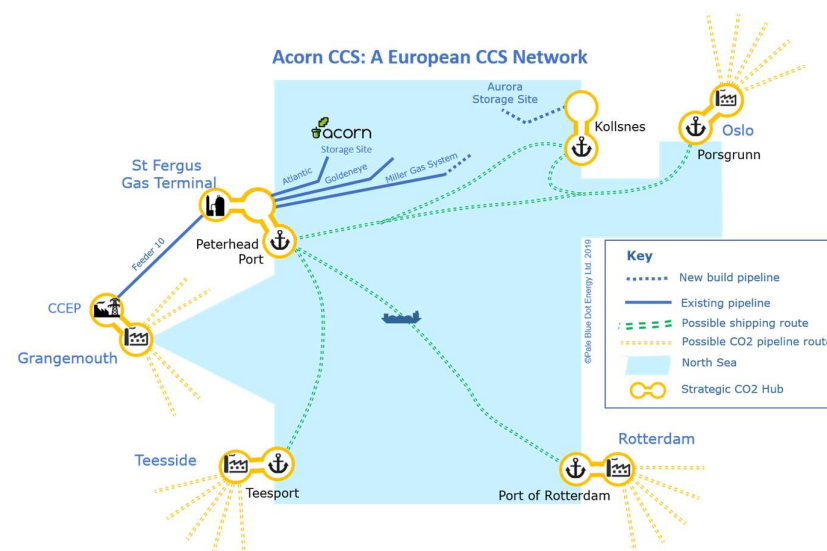 Acorn CCS: A European CCS Network
Aurora
Storage Site
Kollsnes
Oslo
Porsgrunn
acorn
Storage Site
St Fergus
Gas Terminal
Atlantic
Goldeneye
Miller Gas System
Peterhead
Port
Feeder 10
CCEP
Grangemouth
©Pale Blue Dot Energy Ltd. 2019
Key
New build pipeline
Existing pipeline
Possible shipping route
Possible CO2 pipeline route
North Sea
Strategic CO2 Hub
Teesside
Teesport
Rotterdam
Port of Rotterdam